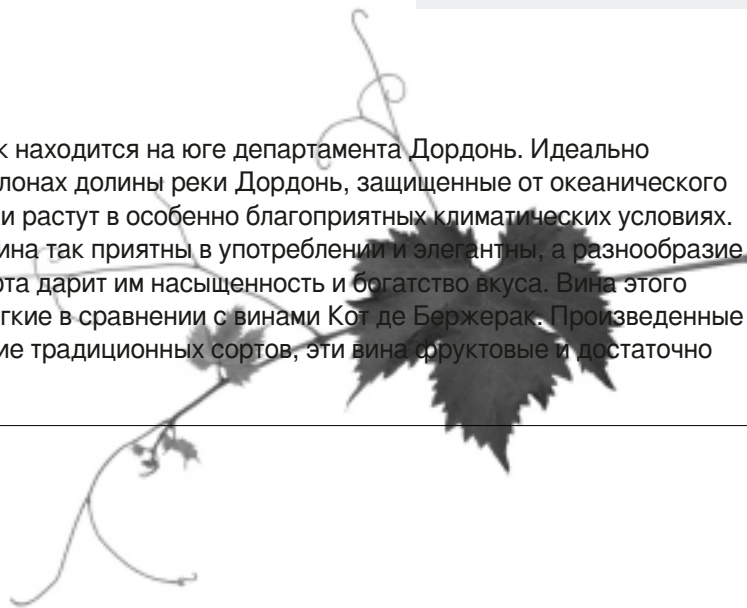 к находится на юге департамента Дордонь. Идеально
лонах долины реки Дордонь, защищенные от океанического
и растут в особенно благоприятных климатических условиях.
ина так приятны в употреблении и элегантны, а разнообразие
рта дарит им насыщенность и богатство вкуса. Вина этого
гкие в сравнении с винами Кот де Бержерак. Произведенные
ие традиционных сортов, эти вина фруктовые и достаточно